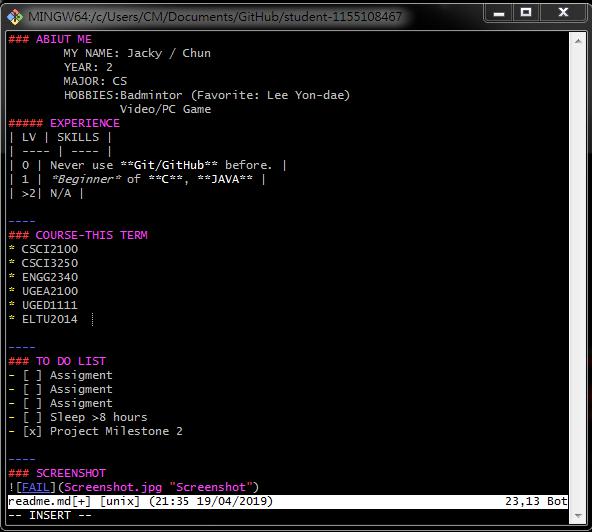 MINGW64:/c/Users/CM/Documents/GitHub/student-1155108467
### ABIUT ME
MY NAME: Jacky / Chun
YEAR: 2
MAJOR: CS
HOBBIES:Badmintor (Favorite: Lee Yon-dae)
Video/PC Game
##### EXPERIENCE
| LV | SKILLS |
| ---- | ---- |
| 0 | Never use **Git/GitHub** before. |
| 1 | *Beginner* of **C**, **JAVA** |
| >2| N/A |
----
### COURSE-THIS TERM
* CSCI2100
* CSCI3250
* ENGG2340
* UGEA2100
* UGED1111
* ELTU2014
----
### TO DO LIST
- [ ] Assigment
- [ ] Assigment
- [ ] Assigment
- [ ] Sleep >8 hours
- [x] Project Milestone 2
----
### SCREENSHOT
![FAIL](Screenshot.jpg "Screenshot")
readme.md[+] [unix] (21:35 19/04/2019) 23,13 Bot
-- INSERT --